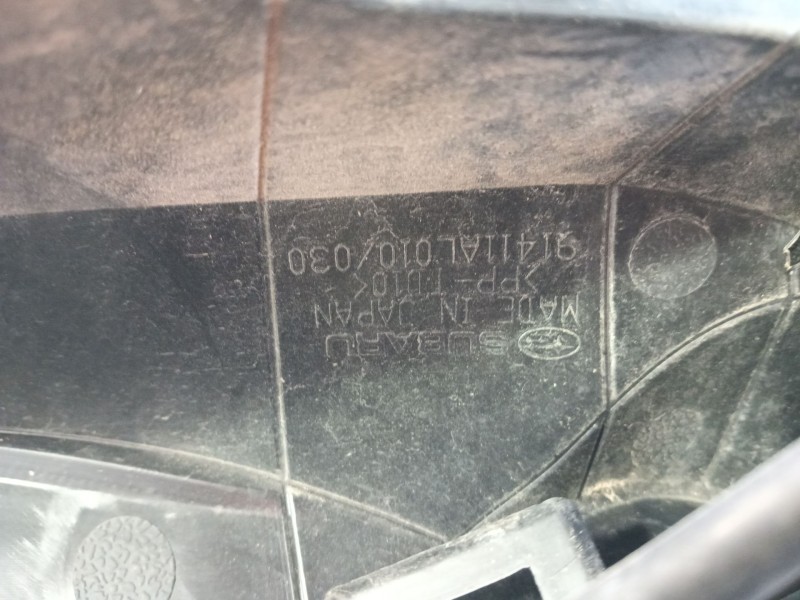 SUBARU
MADE IN JAPAN
>PP-TD10<
91411AL010/030